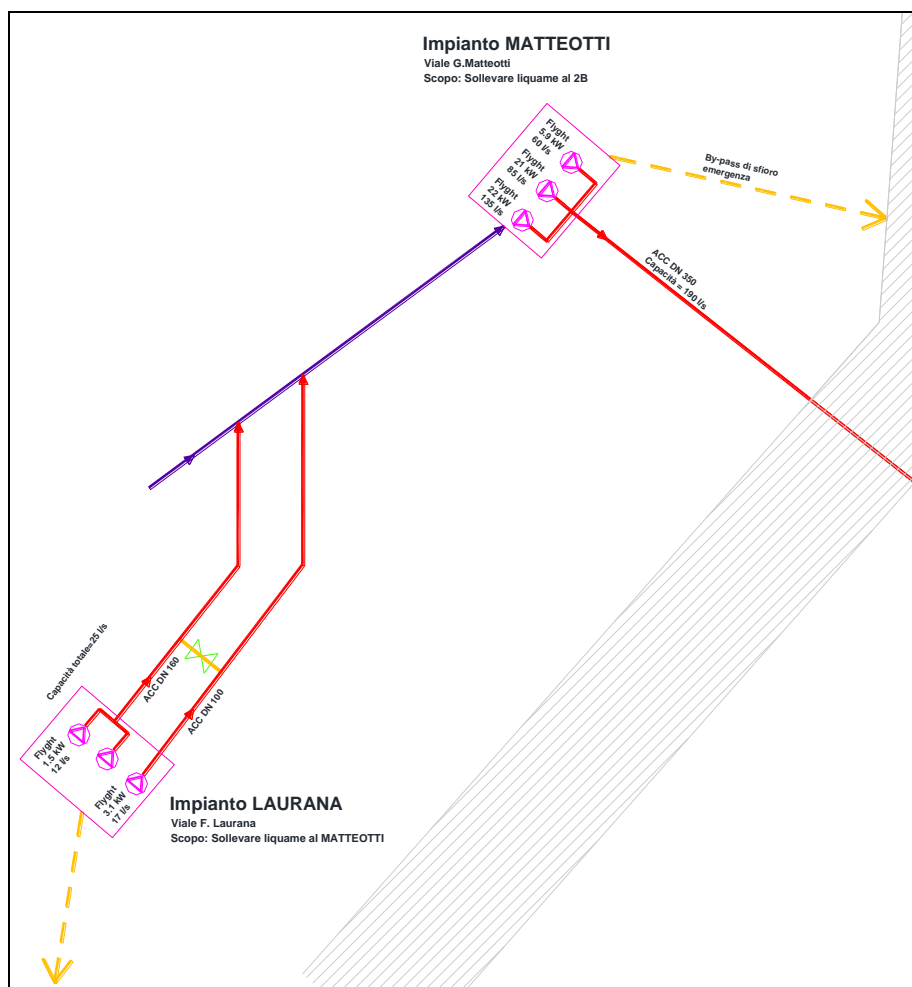 Impianto MATTEOTTI
Viale G.Matteotti
Scopo: Sollevare liquame al 2B
Flyght
5.9 kW
60 l/s
Flyght
21 kW
85 l/s
Flyght
22 kW
135 l/s
By-pass di sfioro
emergenza
ACC DN 350
Capacità = 190 l/s
Capacità totale=25 l/s
ACC DN 160
ACC DN 100
Flyght
1.5 kW
12 l/s
Flyght
3.1 kW
17 l/s
Impianto LAURANA
Viale F. Laurana
Scopo: Sollevare liquame al MATTEOTTI